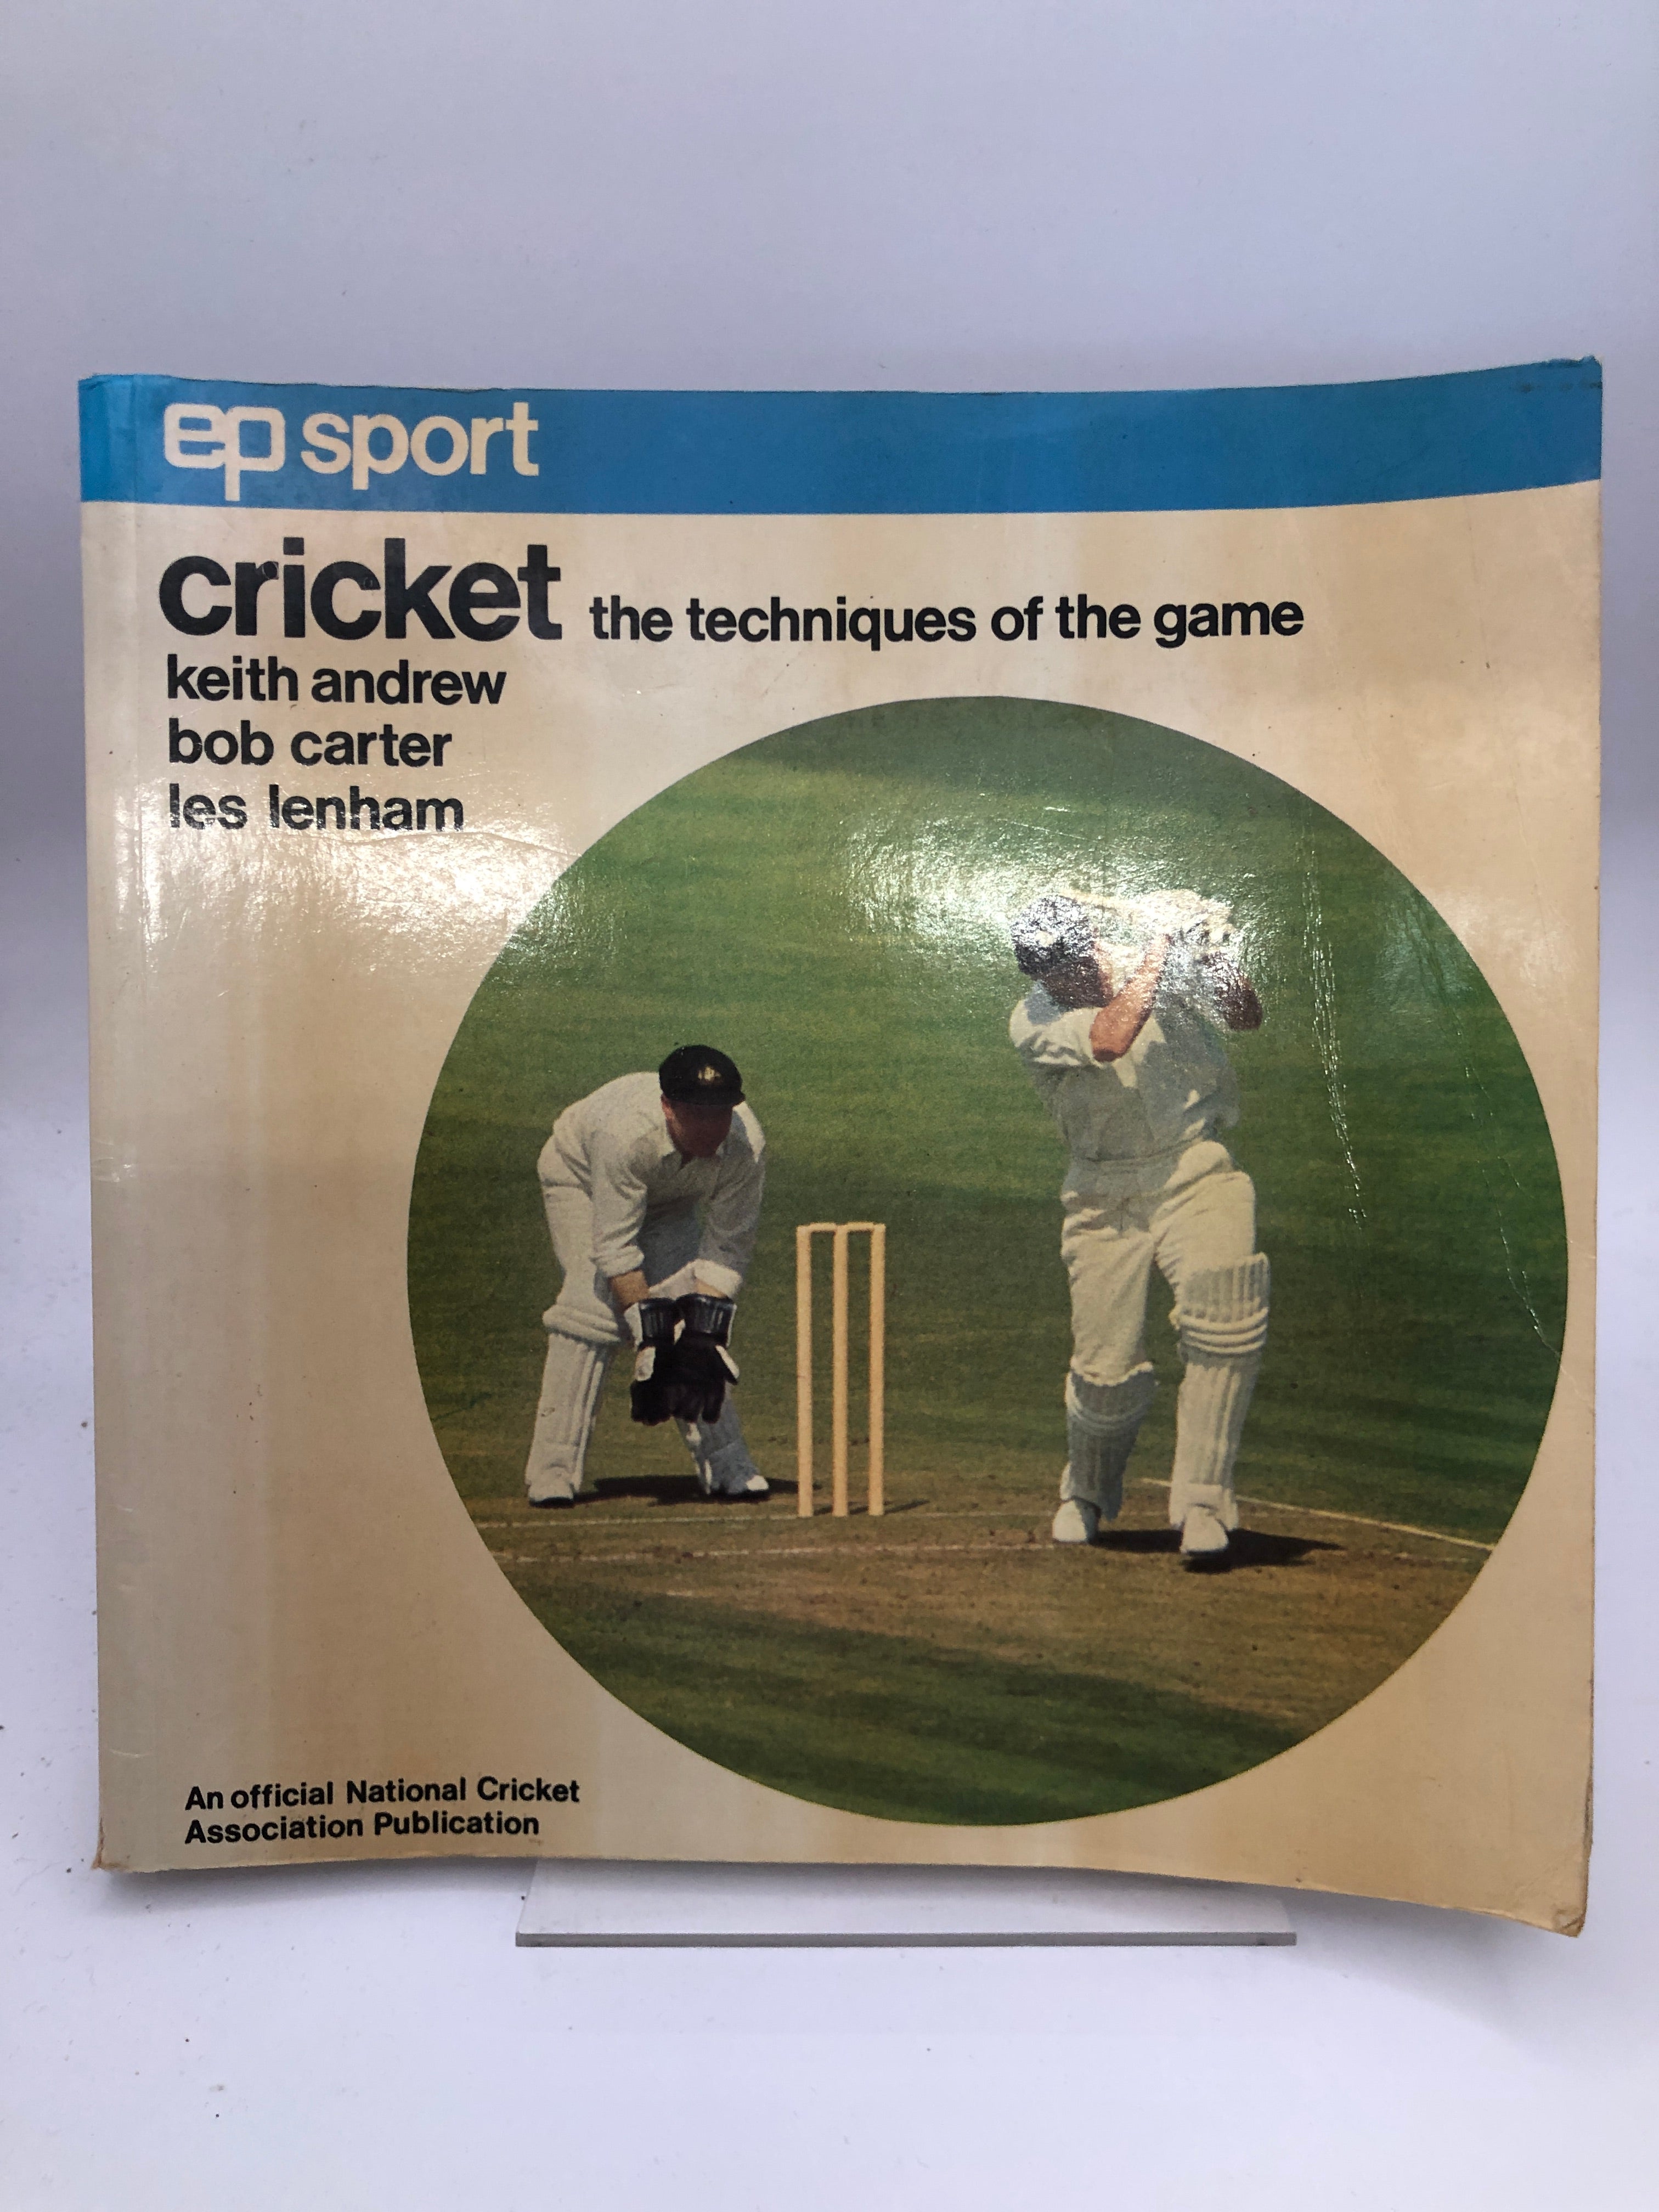 ep sport
cricket the techniques of the game
keith andrew
bob carter
les lenham
An official National Cricket
Association Publication